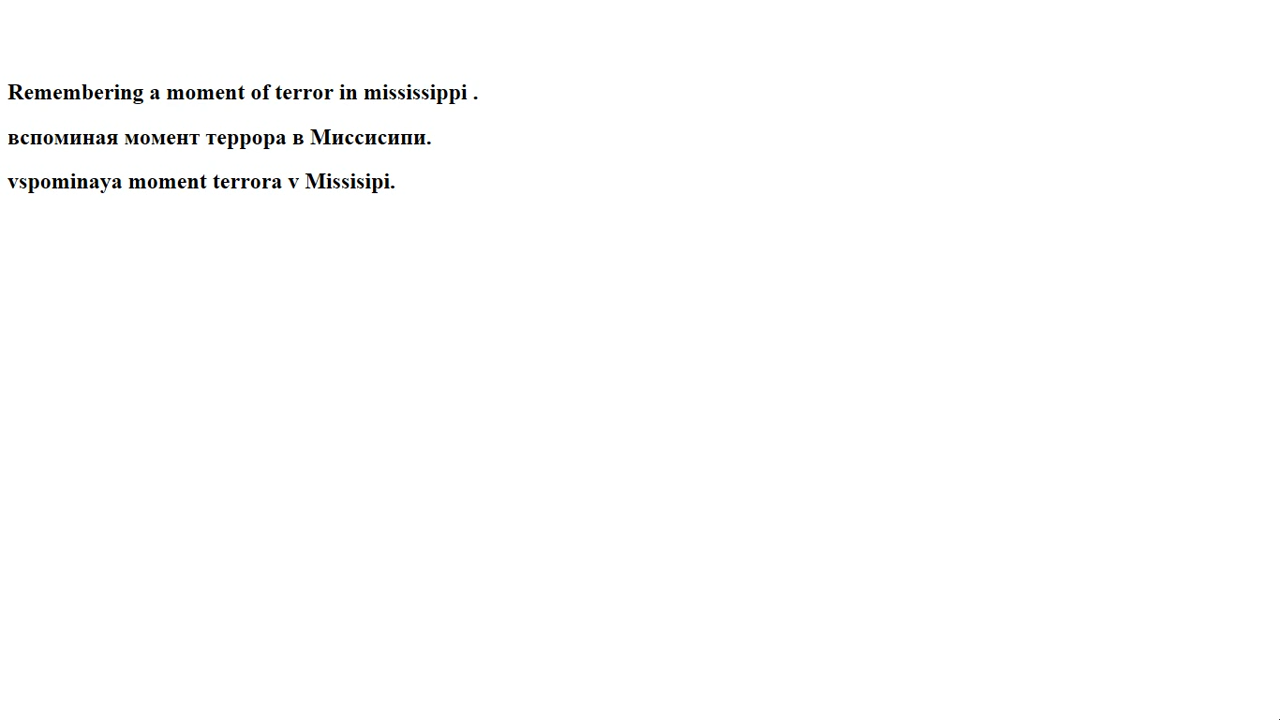 Remembering a moment of terror in mississippi .
вспоминая момент террора в Миссисипи.
vspominaya moment terrora v Missisipi.